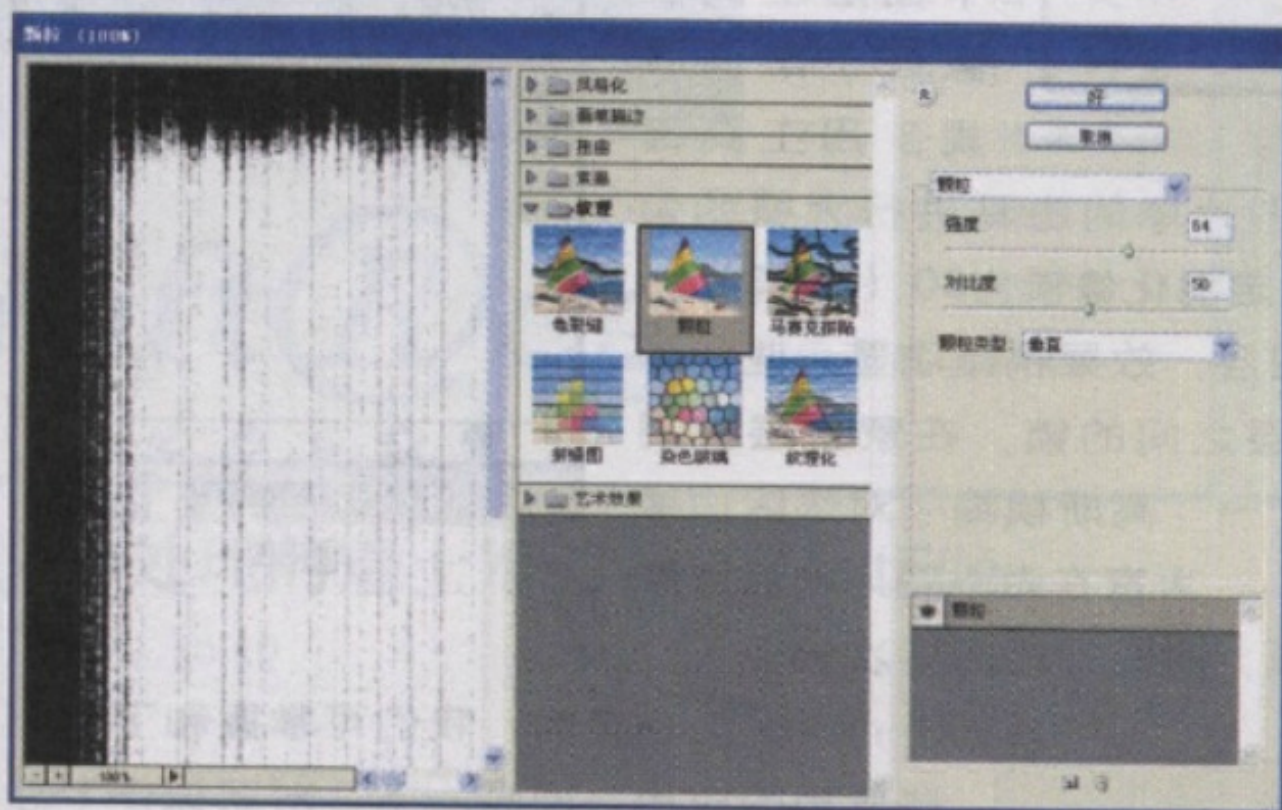 颗粒 (100%)
风格化
画笔描边
扭曲
素描
纹理
龟裂缝
颗粒
马赛克拼贴
拼缀图
染色玻璃
纹理化
艺术效果
好
取消
颗粒
强度 64
对比度 50
颗粒类型: 垂直
颗粒
100%